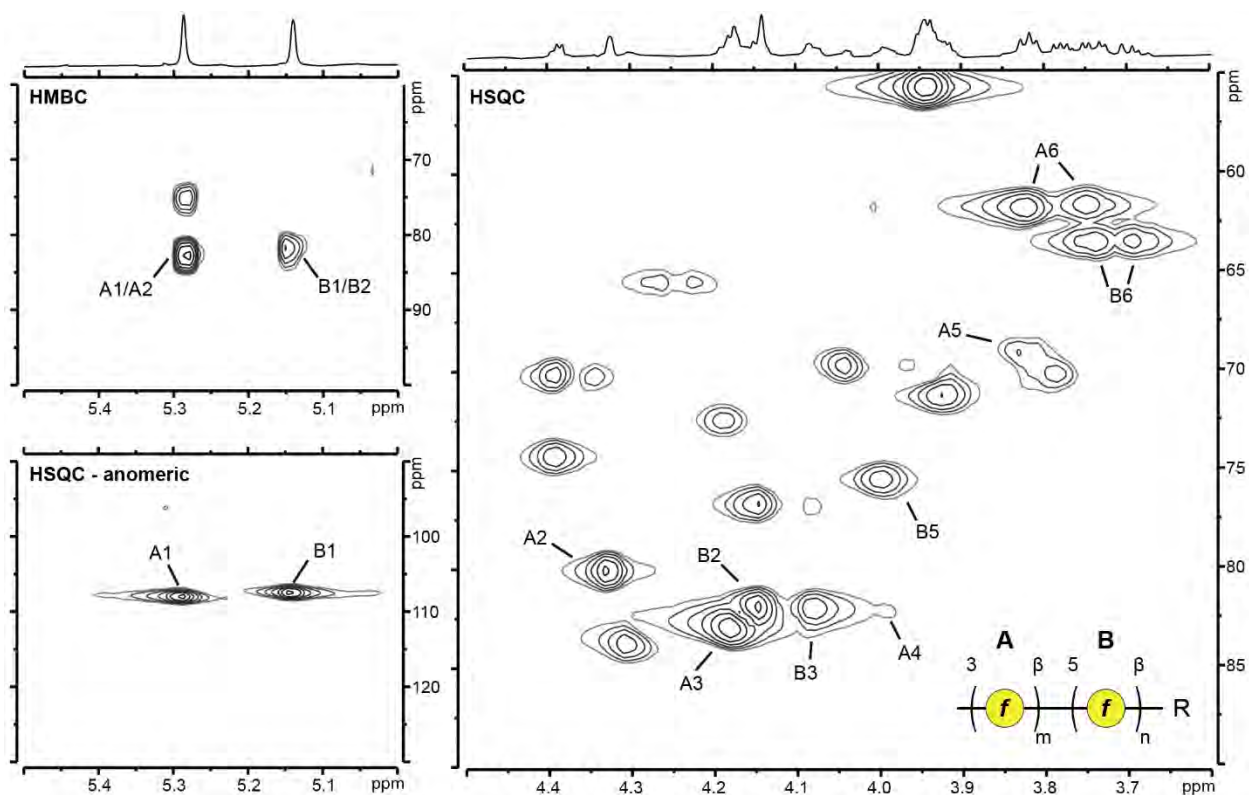 HMBC
ppm
70
80
90
A1/A2
B1/B2
5.4
5.3
5.2
5.1
ppm
HSQC - anomeric
ppm
100
110
120
A1
B1
5.4
5.3
5.2
5.1
ppm
HSQC
ppm
60
65
70
75
80
85
A6
B6
A5
B5
A2
B2
A3
B3
A4
A B
3 β 5 β
f f R
m n
4.4
4.3
4.2
4.1
4.0
3.9
3.8
3.7
ppm